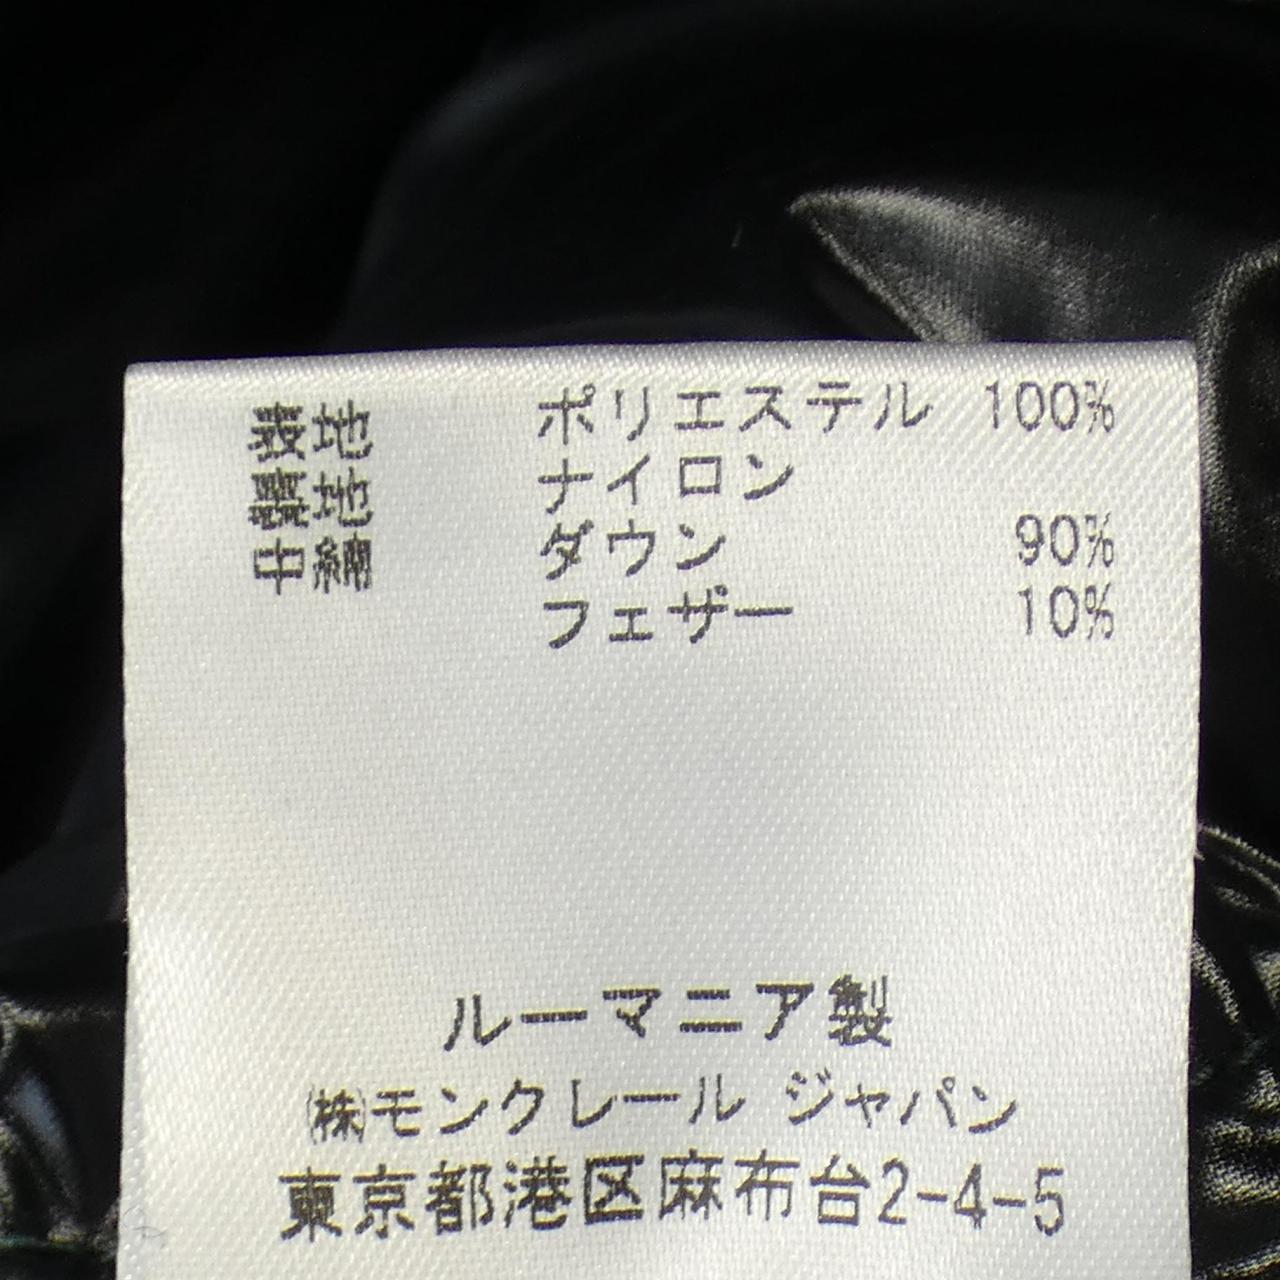 表地 ポリエステル 100%
裏地 ナイロン
中綿 ダウン 90%
フェザー 10%
ルーマニア製
㈱モンクレール ジャパン
東京都港区麻布台2-4-5